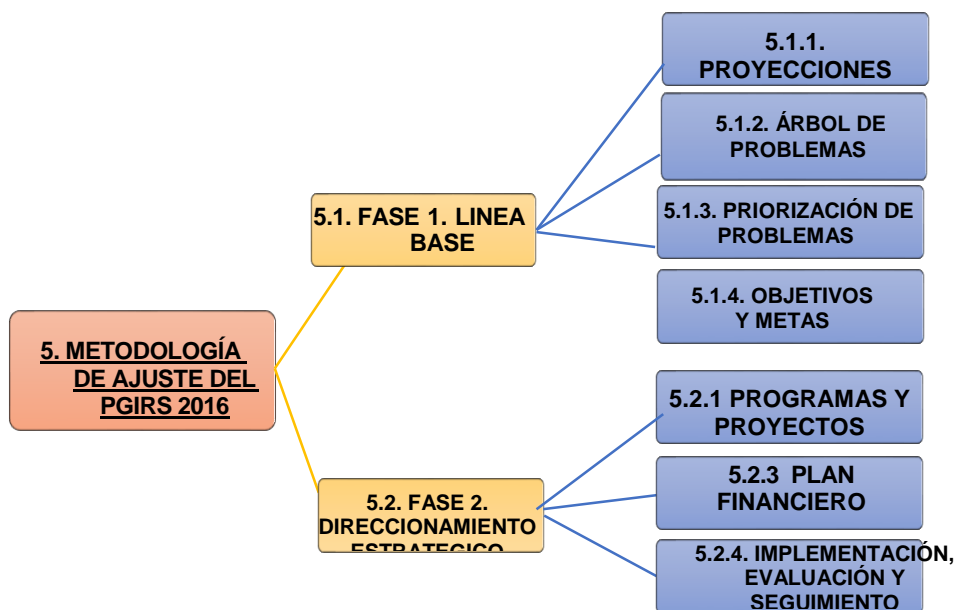 5. METODOLOGÍA
DE AJUSTE DEL
PGIRS 2016
5.1. FASE 1. LINEA
BASE
5.1.1.
PROYECCIONES
5.1.2. ÁRBOL DE
PROBLEMAS
5.1.3. PRIORIZACIÓN DE
PROBLEMAS
5.1.4. OBJETIVOS
Y METAS
5.2. FASE 2.
DIRECCIONAMIENTO
ESTRATEGICO
5.2.1 PROGRAMAS Y
PROYECTOS
5.2.3 PLAN
FINANCIERO
5.2.4. IMPLEMENTACIÓN,
EVALUACIÓN Y
SEGUIMIENTO